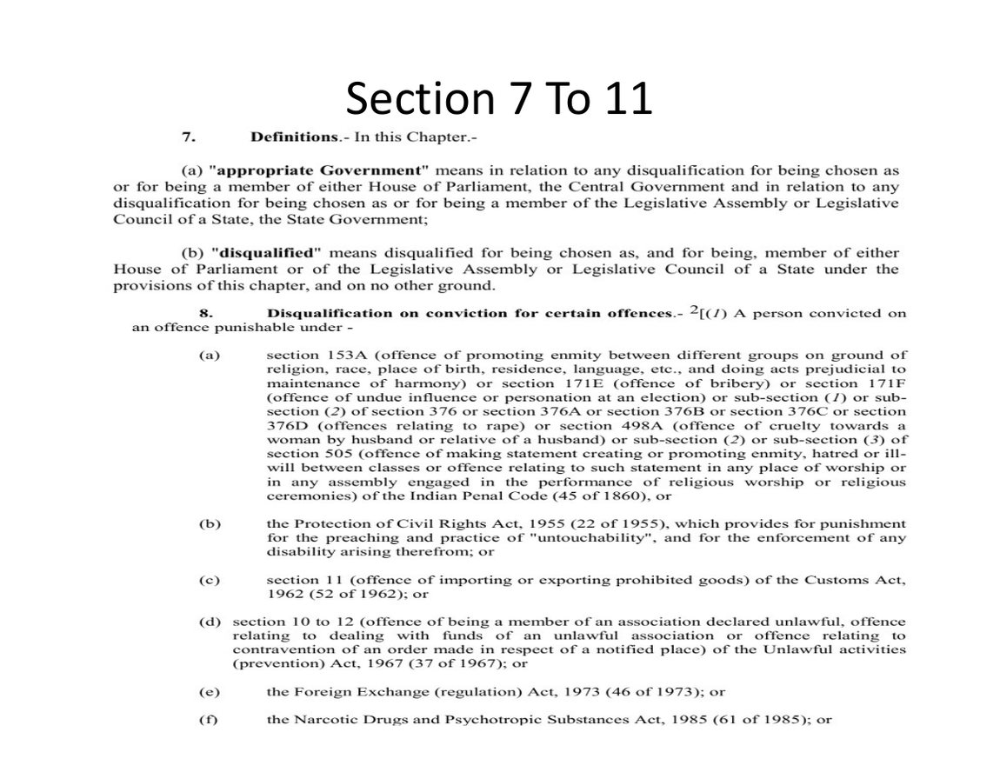 Section 7 To 11
7. Definitions.- In this Chapter.-
(a) "appropriate Government" means in relation to any disqualification for being chosen as
or for being a member of either House of Parliament, the Central Government and in relation to any
disqualification for being chosen as or for being a member of the Legislative Assembly or Legislative
Council of a State, the State Government;
(b) "disqualified" means disqualified for being chosen as, and for being, member of either
House of Parliament or of the Legislative Assembly or Legislative Council of a State under the
provisions of this chapter, and on no other ground.
8. Disqualification on conviction for certain offences.- 2[(1) A person convicted on
an offence punishable under -
(a) section 153A (offence of promoting enmity between different groups on ground of
religion, race, place of birth, residence, language, etc., and doing acts prejudicial to
maintenance of harmony) or section 171E (offence of bribery) or section 171F
(offence of undue influence or personation at an election) or sub-section (1) or sub-
section (2) of section 376 or section 376A or section 376B or section 376C or section
376D (offences relating to rape) or section 498A (offence of cruelty towards a
woman by husband or relative of a husband) or sub-section (2) or sub-section (3) of
section 505 (offence of making statement creating or promoting enmity, hatred or ill-
will between classes or offence relating to such statement in any place of worship or
in any assembly engaged in the performance of religious worship or religious
ceremonies) of the Indian Penal Code (45 of 1860), or
(b) the Protection of Civil Rights Act, 1955 (22 of 1955), which provides for punishment
for the preaching and practice of "untouchability", and for the enforcement of any
disability arising therefrom; or
(c) section 11 (offence of importing or exporting prohibited goods) of the Customs Act,
1962 (52 of 1962); or
(d) section 10 to 12 (offence of being a member of an association declared unlawful, offence
relating to dealing with funds of an unlawful association or offence relating to
contravention of an order made in respect of a notified place) of the Unlawful activities
(prevention) Act, 1967 (37 of 1967); or
(e) the Foreign Exchange (regulation) Act, 1973 (46 of 1973); or
(f) the Narcotic Drugs and Psychotropic Substances Act, 1985 (61 of 1985); or